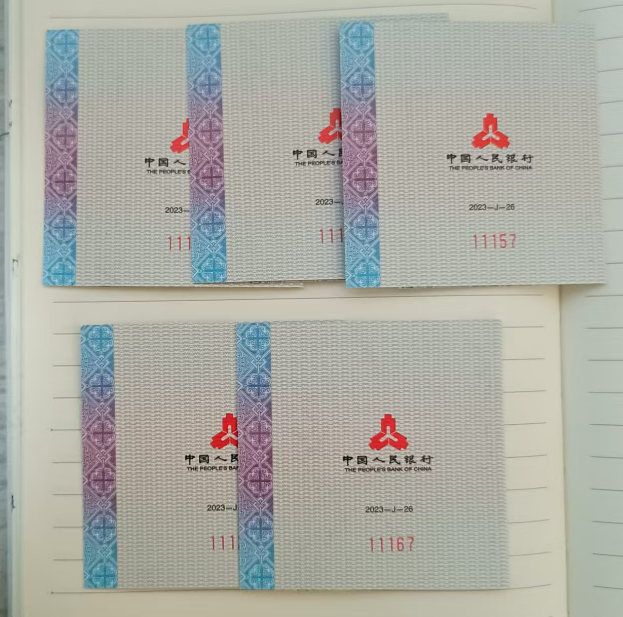 中国人
THE PEOPLE'S B
2023—
111
中国人民
THE PEOPLE'S BA
2023—
111
中国人民银行
THE PEOPLE'S BANK OF CHINA
2023—J—26
11157
中国人民
THE PEOPLE'S BAN
2023—J
111
中国人民银行
THE PEOPLE'S BANK OF CHINA
2023—J—26
11167